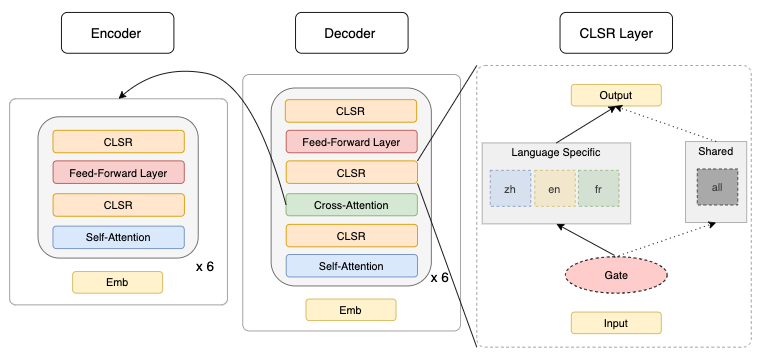 Encoder
Decoder
CLSR Layer
CLSR
Feed-Forward Layer
CLSR
Self-Attention
x 6
Emb
CLSR
Feed-Forward Layer
CLSR
Cross-Attention
CLSR
Self-Attention
x 6
Emb
Output
Language Specific
zh en fr
Shared
all
Gate
Input